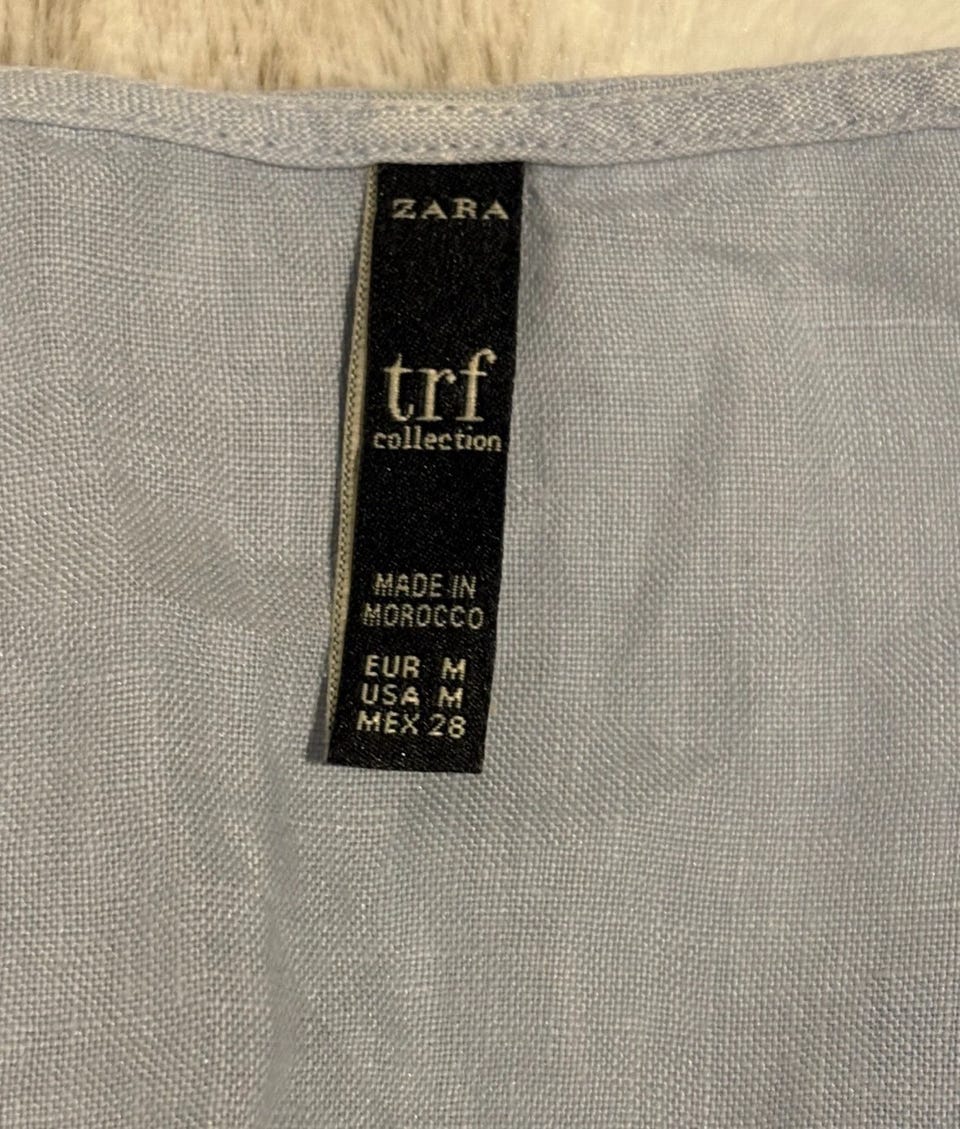 ZARA
trf
collection
MADE IN
MOROCCO
EUR M
USA M
MEX 28